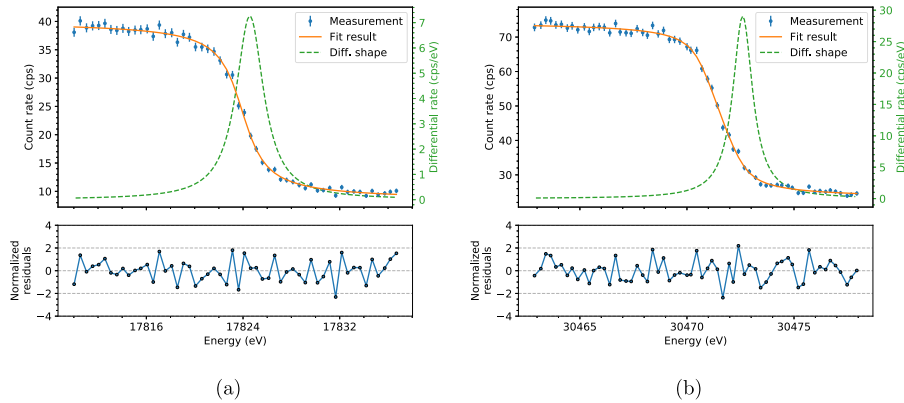 Measurement
Fit result
Diff. shape
Count rate (cps)
40
35
30
25
20
15
10
Differential rate (cps/eV)
7
6
5
4
3
2
1
0
Normalized
residuals
4
2
0
−2
−4
17816
17824
17832
Energy (eV)
(a)
Measurement
Fit result
Diff. shape
Count rate (cps)
70
60
50
40
30
Differential rate (cps/eV)
30
25
20
15
10
5
0
Normalized
residuals
4
2
0
−2
−4
30465
30470
30475
Energy (eV)
(b)